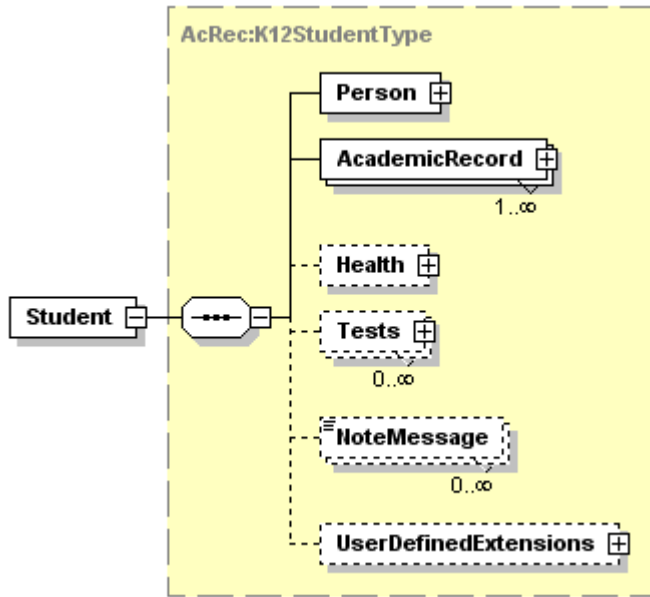 AcRec:K12StudentType
Person
AcademicRecord
1..∞
Health
Student
Tests
0..∞
NoteMessage
0..∞
UserDefinedExtensions